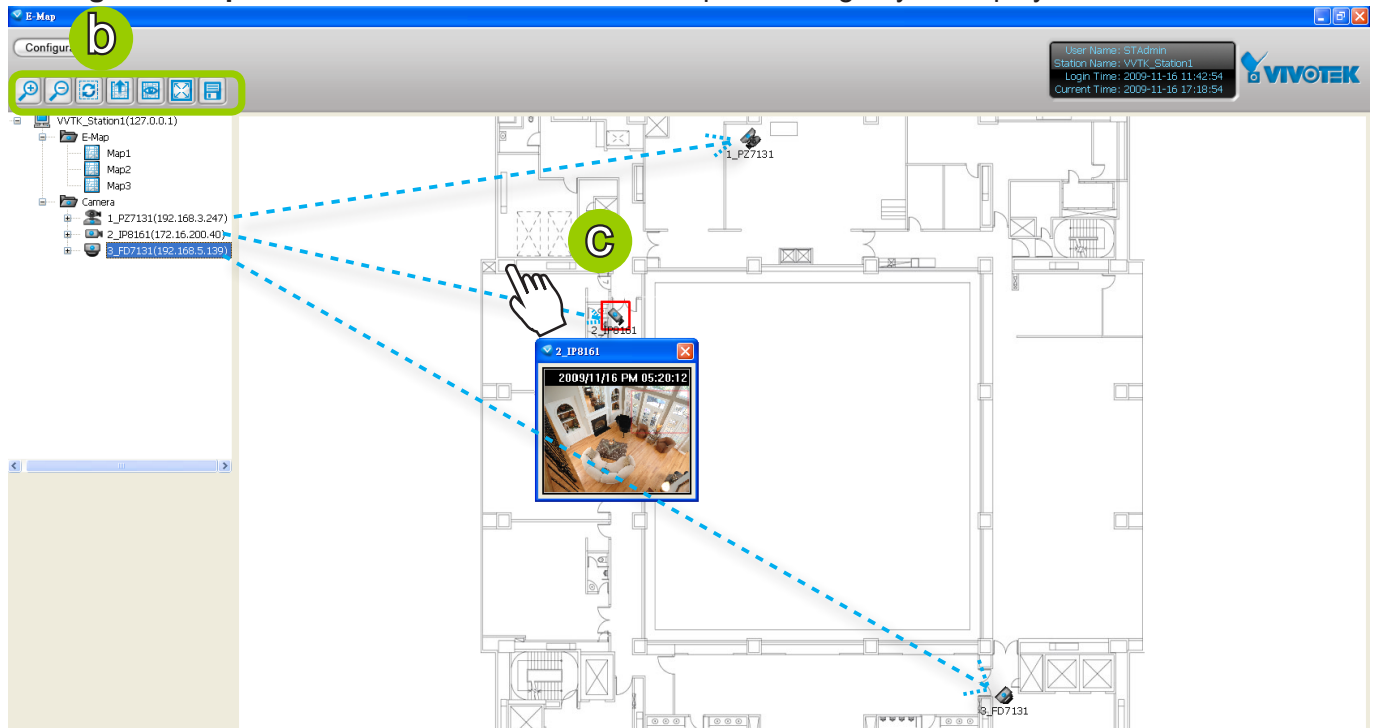 E-Map
b
Configura
User Name: STAdmin
Station Name: VVTK_Station1
Login Time: 2009-11-16 11:42:54
Current Time: 2009-11-16 17:18:54
VIVOTEK
VVTK_Station1(127.0.0.1)
E-Map
Map1
Map2
Map3
Camera
1_PZ7131(192.168.3.247)
2_IP8161(172.16.200.40)
3_FD7131(192.168.5.139)
1_PZ7131
C
2_IP8161
2_IP8161
2009/11/16 PM 05:20:12
3_FD7131